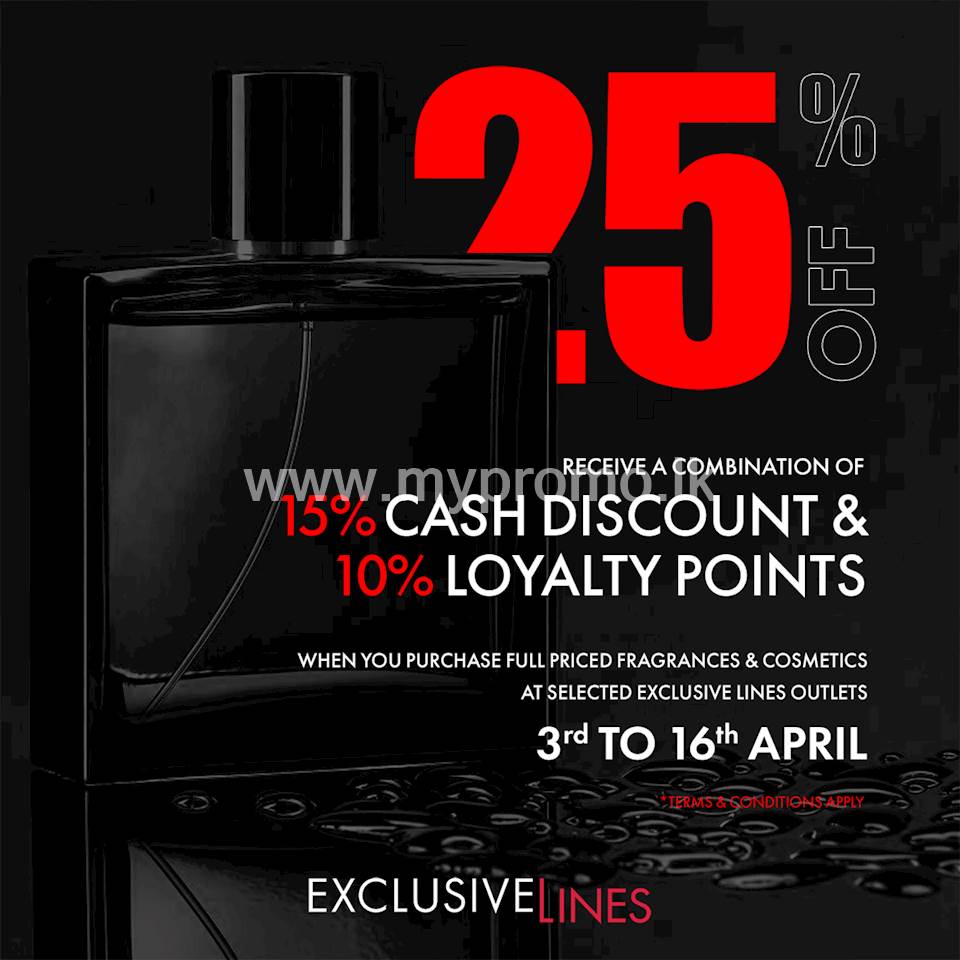 25% OFF
RECEIVE A COMBINATION OF
www.mypromo.lk
15% CASH DISCOUNT &
10% LOYALTY POINTS
WHEN YOU PURCHASE FULL PRICED FRAGRANCES & COSMETICS
AT SELECTED EXCLUSIVE LINES OUTLETS
3rd TO 16th APRIL
*TERMS & CONDITIONS APPLY
EXCLUSIVELINES